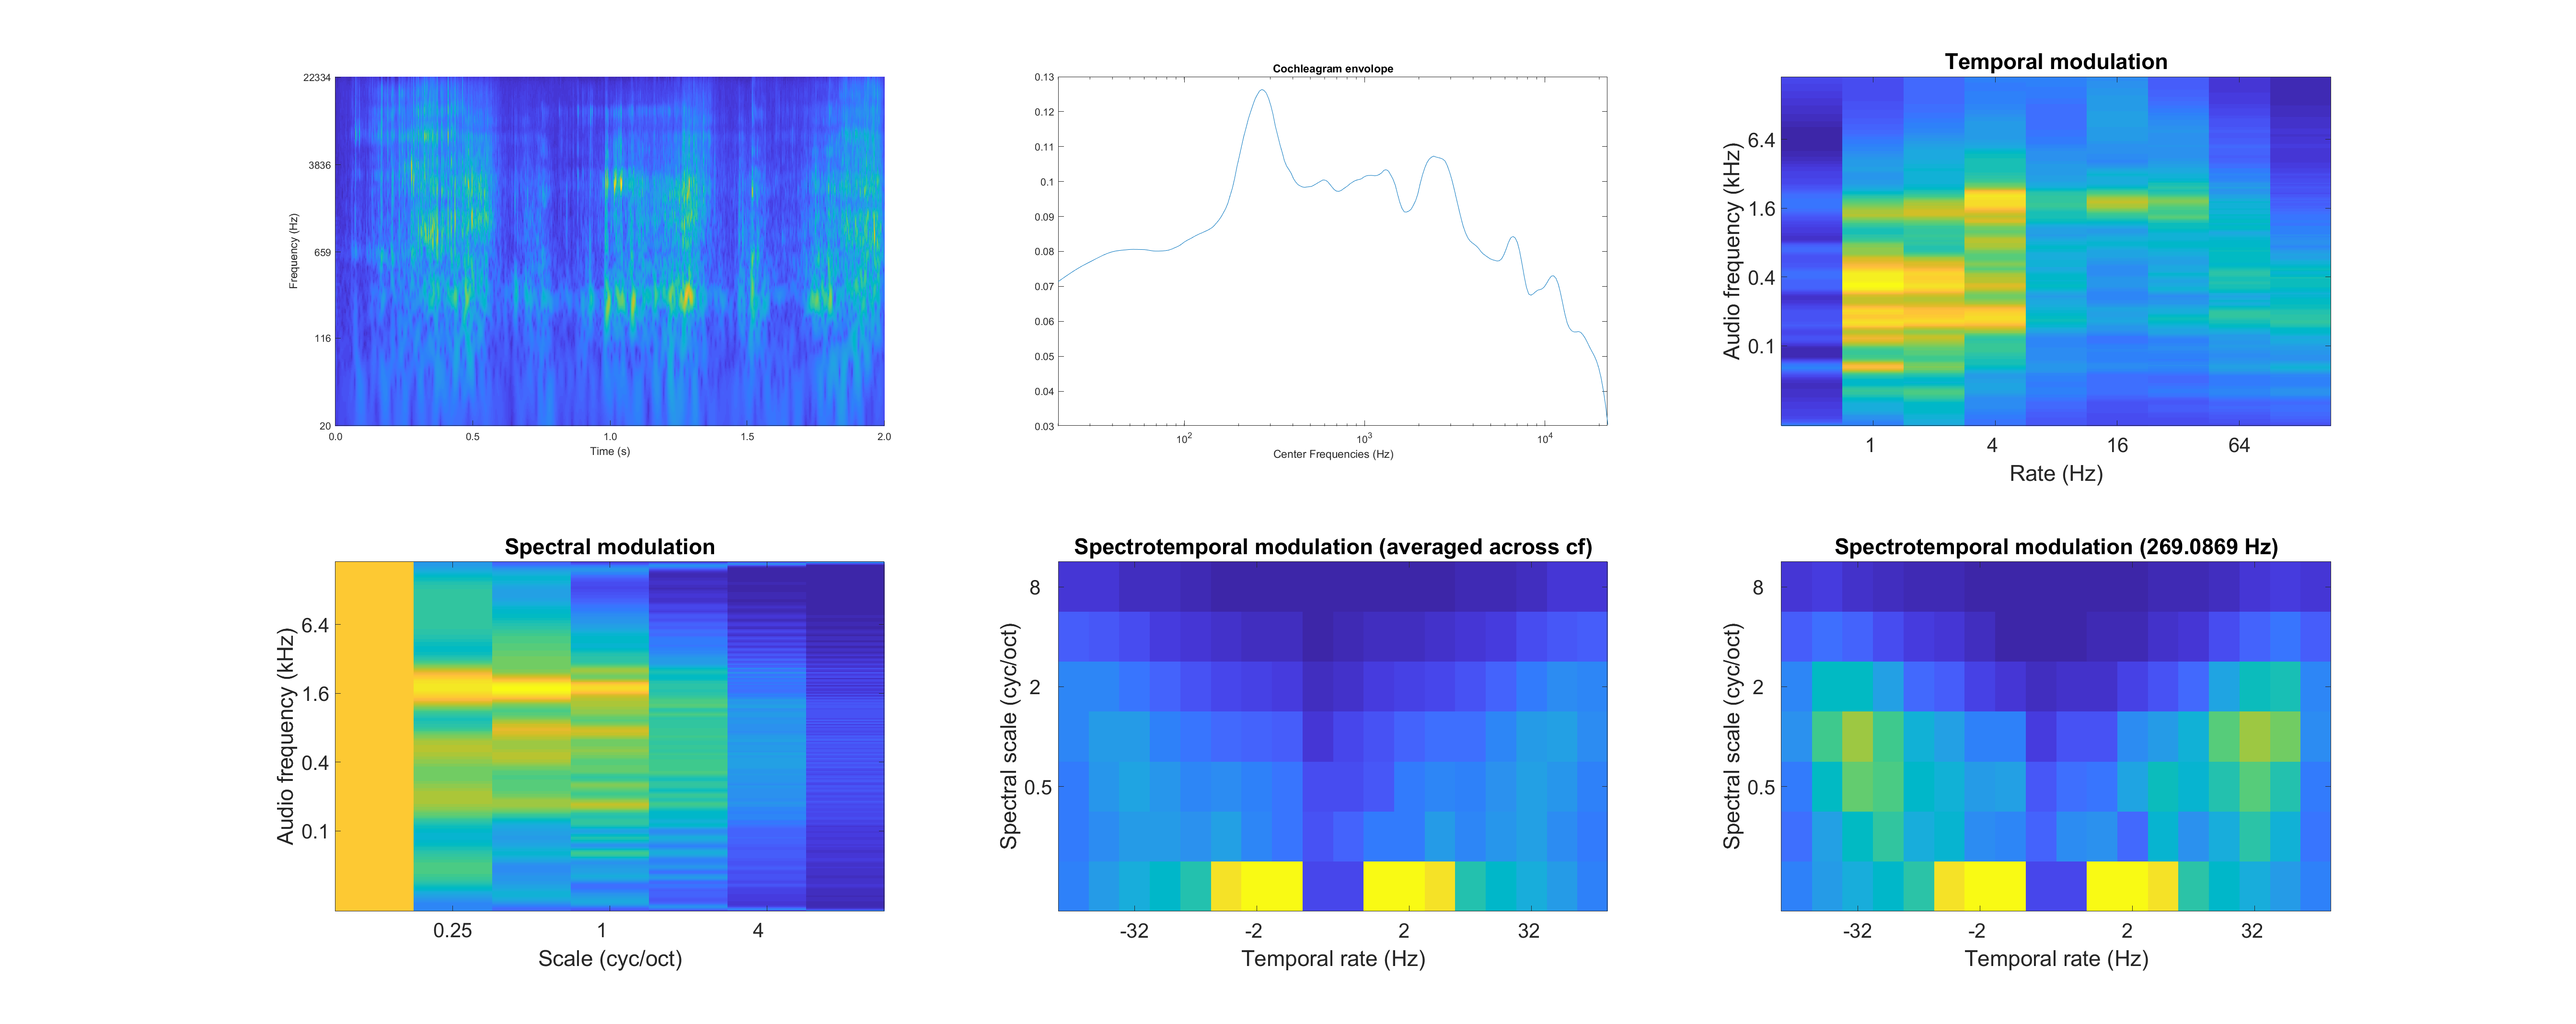 22334
3836
659
116
20
Frequency (Hz)
0.0 0.5 1.0 1.5 2.0
Time (s)
Cochleagram envolope
0.13
0.12
0.11
0.1
0.09
0.08
0.07
0.06
0.05
0.04
0.03
10^2 10^3 10^4
Center Frequencies (Hz)
Temporal modulation
6.4
1.6
0.4
0.1
Audio frequency (kHz)
1 4 16 64
Rate (Hz)
Spectral modulation
6.4
1.6
0.4
0.1
Audio frequency (kHz)
0.25 1 4
Scale (cyc/oct)
Spectrotemporal modulation (averaged across cf)
8
2
0.5
Spectral scale (cyc/oct)
-32 -2 2 32
Temporal rate (Hz)
Spectrotemporal modulation (269.0869 Hz)
8
2
0.5
Spectral scale (cyc/oct)
-32 -2 2 32
Temporal rate (Hz)